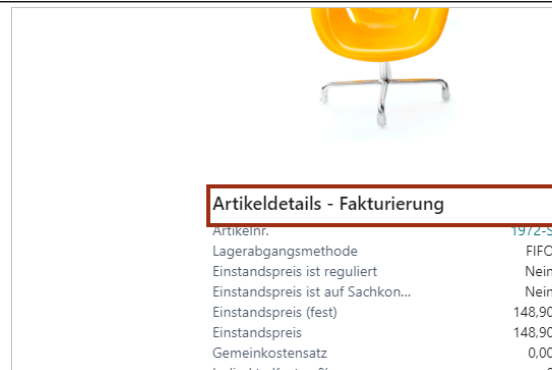 Artikeldetails - Fakturierung
Artikelnr. 1972-S
Lagerabgangsmethode FIFO
Einstandspreis ist reguliert Nein
Einstandspreis ist auf Sachkon... Nein
Einstandspreis (fest) 148,90
Einstandspreis 148,90
Gemeinkostensatz 0,00